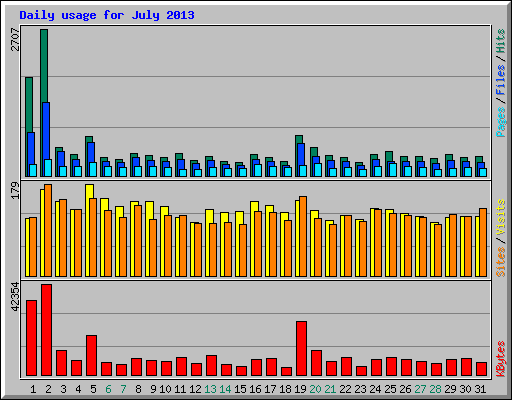 Daily usage for July 2013
2707
Pages / Files / Hits
179
Sites / Visits
42354
KBytes
1 2 3 4 5 6 7 8 9 10 11 12 13 14 15 16 17 18 19 20 21 22 23 24 25 26 27 28 29 30 31